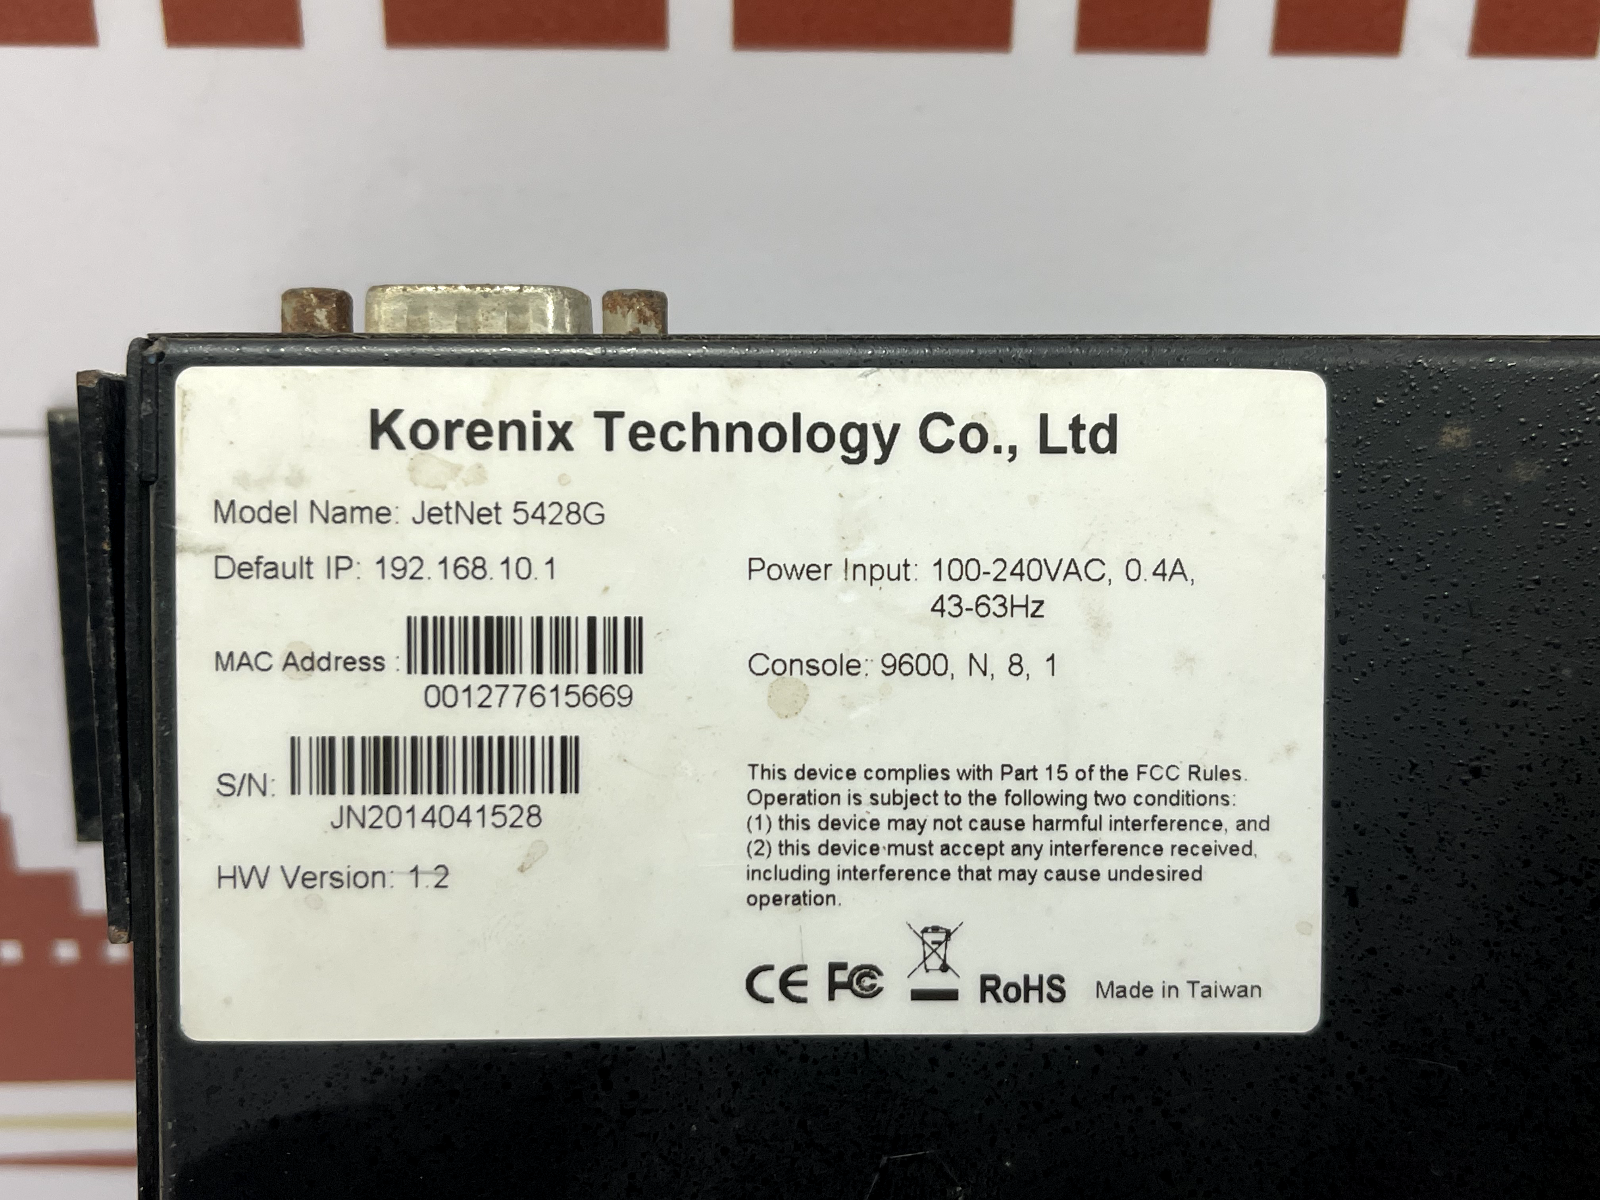 Korenix Technology Co., Ltd
Model Name: JetNet 5428G
Default IP: 192.168.10.1
MAC Address :
001277615669
S/N:
JN2014041528
HW Version: 1.2
Power Input: 100-240VAC, 0.4A,
43-63Hz
Console: 9600, N, 8, 1
This device complies with Part 15 of the FCC Rules.
Operation is subject to the following two conditions:
(1) this device may not cause harmful interference, and
(2) this device must accept any interference received,
including interference that may cause undesired
operation.
CE FC RoHS Made in Taiwan